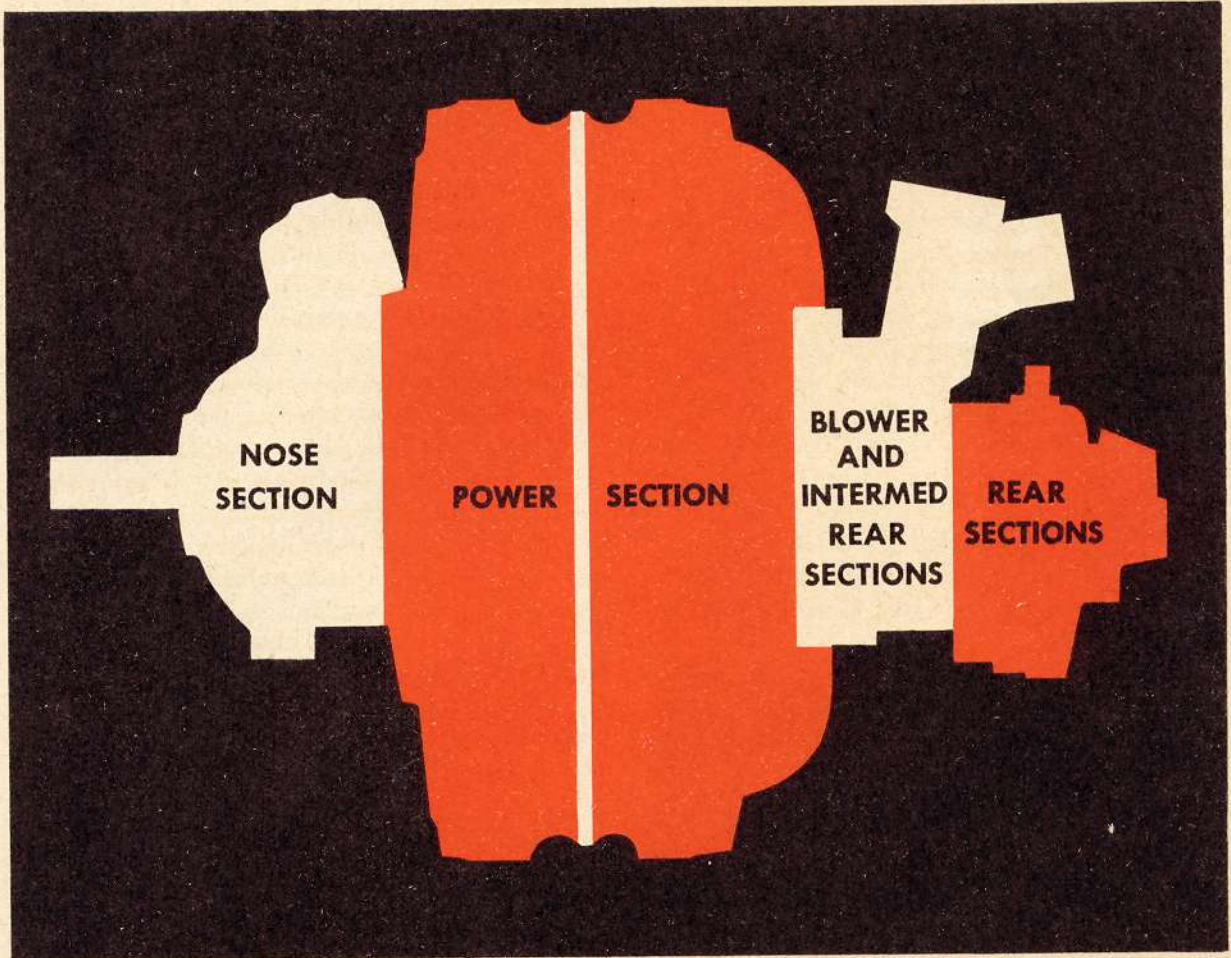 NOSE
SECTION
POWER SECTION
BLOWER
AND
INTERMED
REAR
SECTIONS
REAR
SECTIONS